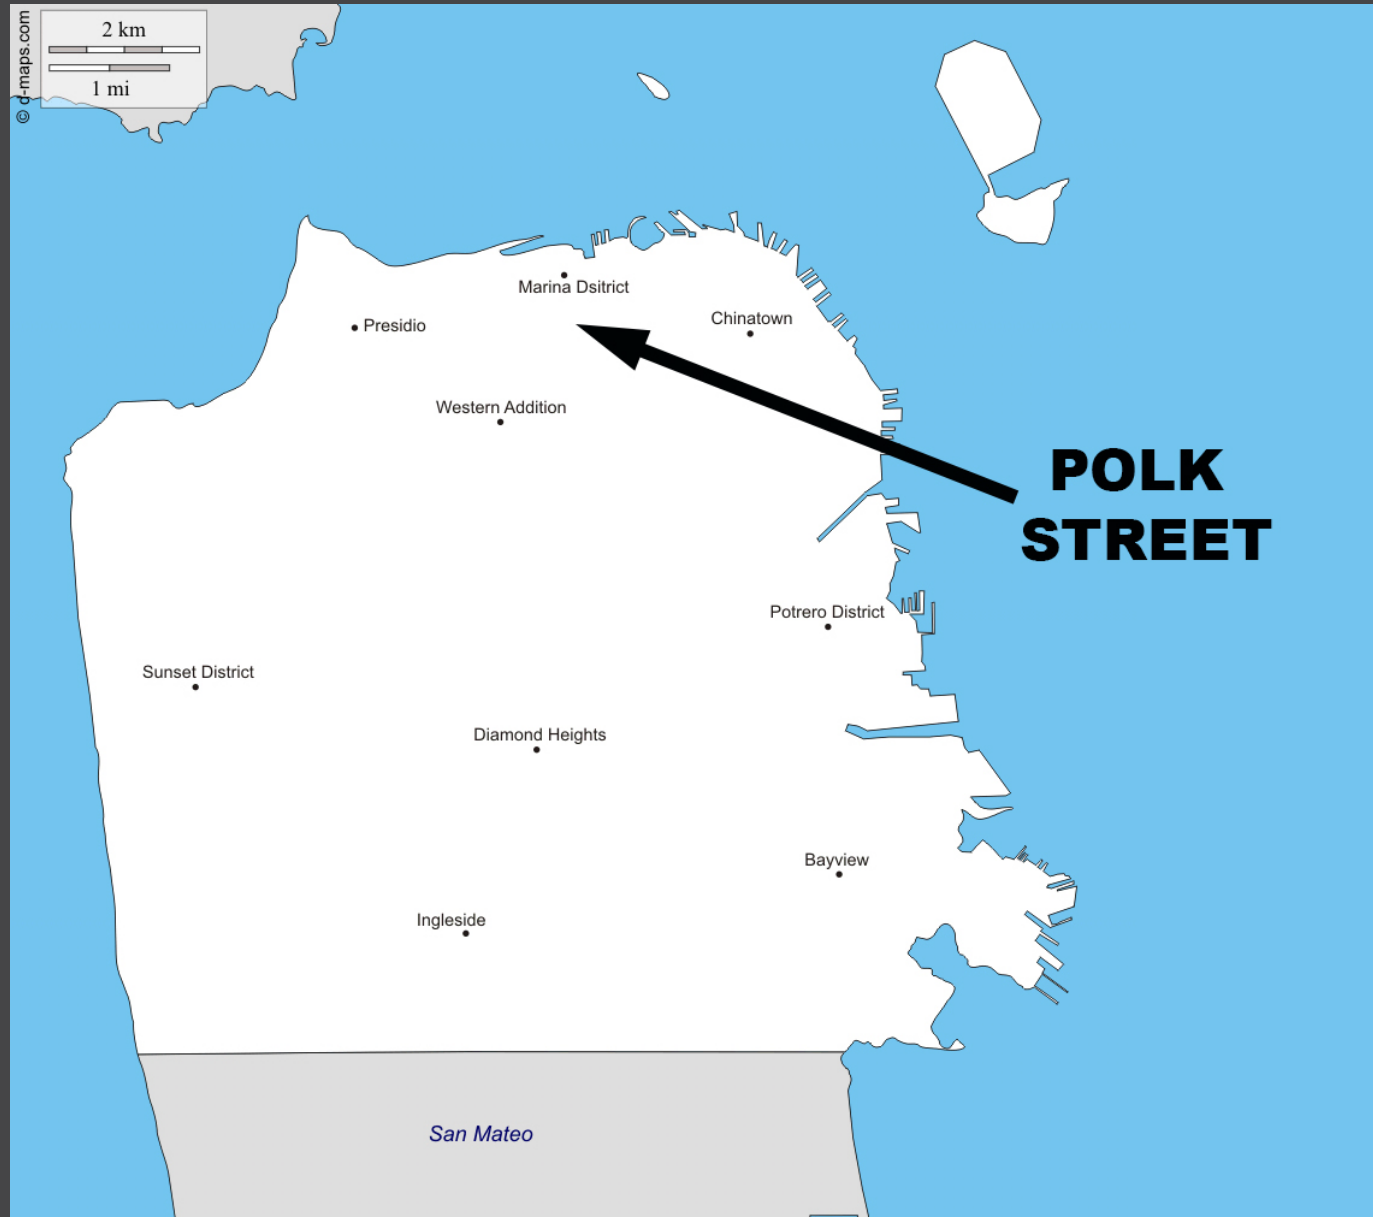 © d-maps.com
2 km
1 mi
Marina Dsitrict
Chinatown
Presidio
Western Addition
POLK
STREET
Potrero District
Sunset District
Diamond Heights
Bayview
Ingleside
San Mateo